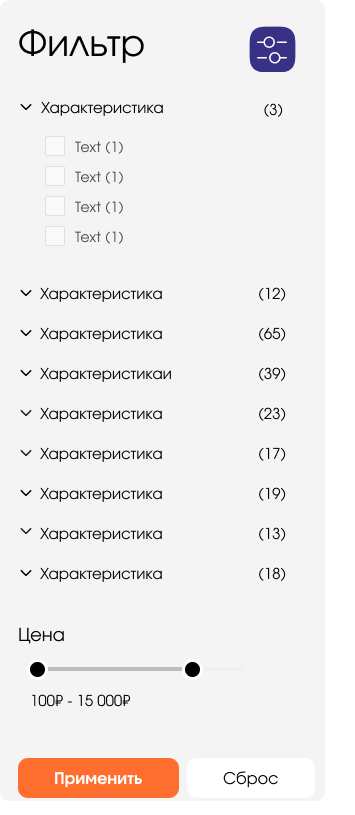 Фильтр
Характеристика (3)
Text (1)
Text (1)
Text (1)
Text (1)
Характеристика (12)
Характеристика (65)
Характеристикаи (39)
Характеристика (23)
Характеристика (17)
Характеристика (19)
Характеристика (13)
Характеристика (18)
Цена
100₽ - 15 000₽
Применить Сброс